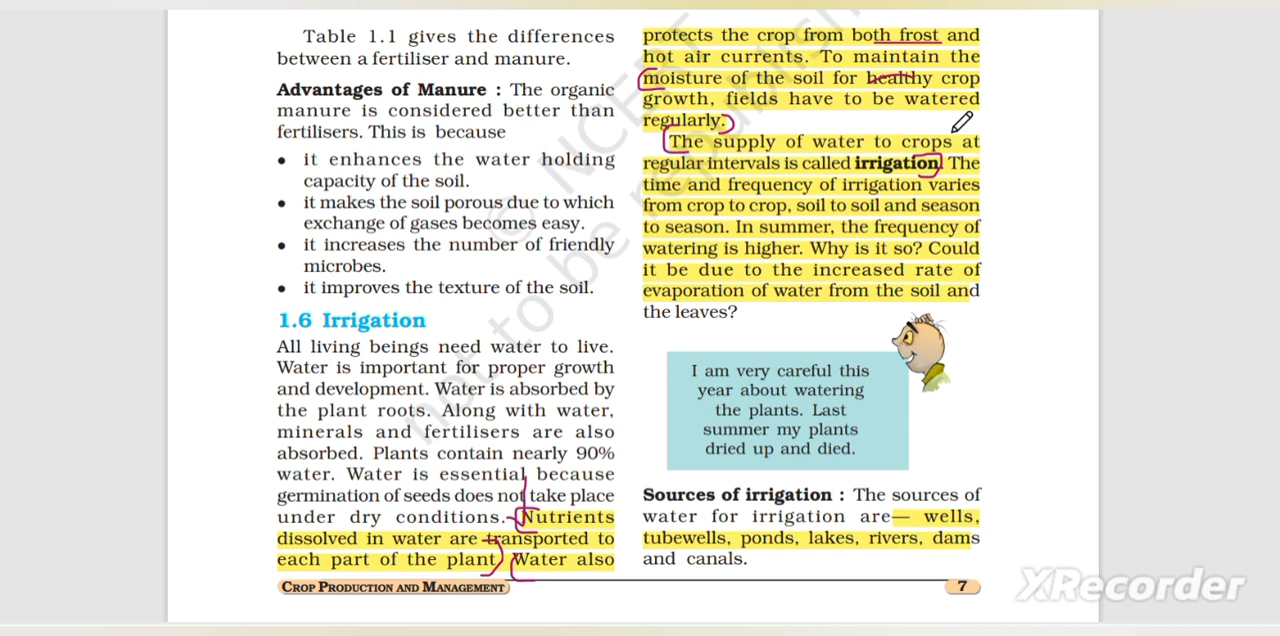 Table 1.1 gives the differences
between a fertiliser and manure.
Advantages of Manure : The organic
manure is considered better than
fertilisers. This is because
• it enhances the water holding
capacity of the soil.
• it makes the soil porous due to which
exchange of gases becomes easy.
• it increases the number of friendly
microbes.
• it improves the texture of the soil.
1.6 Irrigation
All living beings need water to live.
Water is important for proper growth
and development. Water is absorbed by
the plant roots. Along with water,
minerals and fertilisers are also
absorbed. Plants contain nearly 90%
water. Water is essential because
germination of seeds does not take place
under dry conditions. Nutrients
dissolved in water are transported to
each part of the plant. Water also
protects the crop from both frost and
hot air currents. To maintain the
moisture of the soil for healthy crop
growth, fields have to be watered
regularly.
The supply of water to crops at
regular intervals is called irrigation. The
time and frequency of irrigation varies
from crop to crop, soil to soil and season
to season. In summer, the frequency of
watering is higher. Why is it so? Could
it be due to the increased rate of
evaporation of water from the soil and
the leaves?
I am very careful this
year about watering
the plants. Last
summer my plants
dried up and died.
Sources of irrigation : The sources of
water for irrigation are— wells,
tubewells, ponds, lakes, rivers, dams
and canals.
CROP PRODUCTION AND MANAGEMENT
7
© NCERT
not to be republish
XRecorder